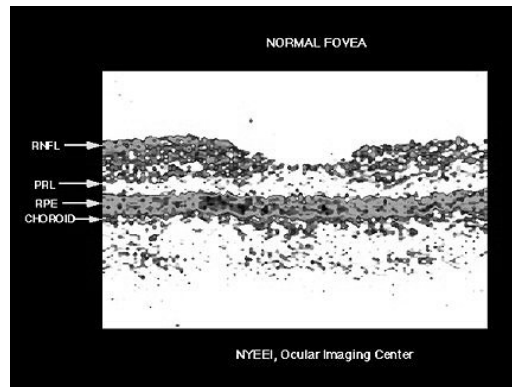 NORMAL FOVEA
RNFL
PRL
RPE
CHOROID
NYEEI, Ocular Imaging Center